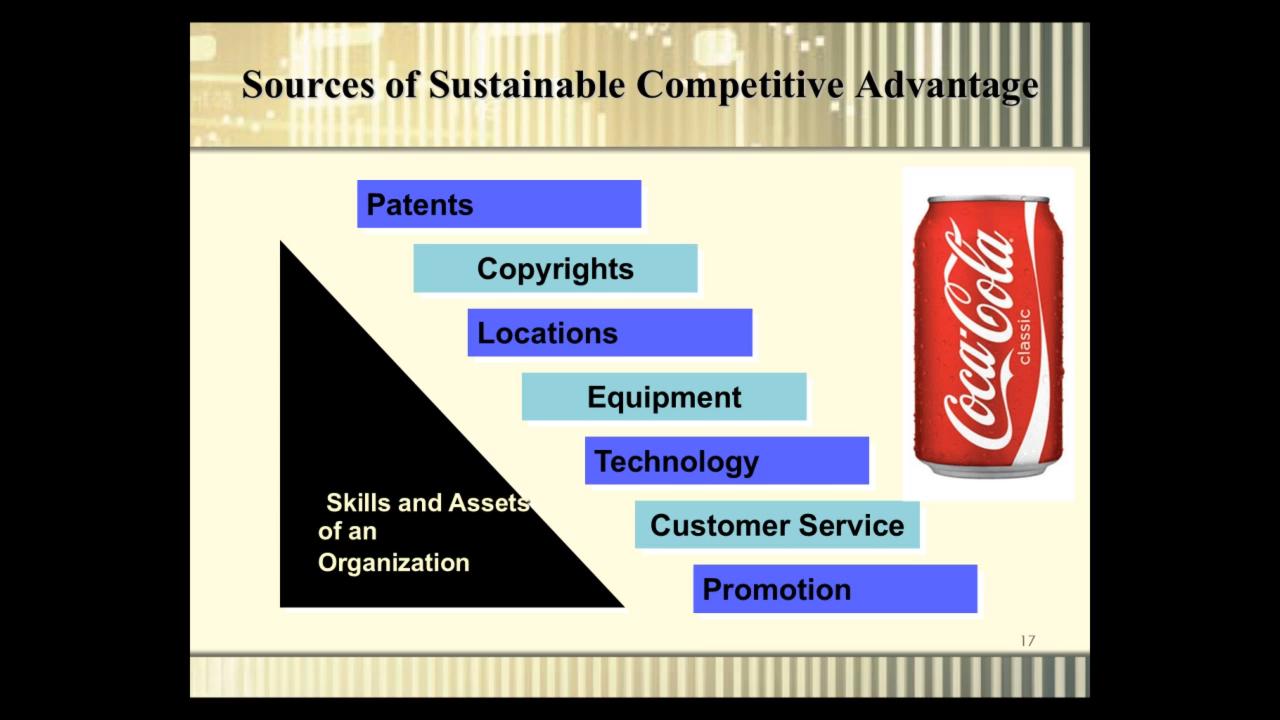 Sources of Sustainable Competitive Advantage
Patents
Copyrights
Locations
Equipment
Technology
Customer Service
Promotion
Skills and Assets
of an
Organization
Coca-Cola
classic
17